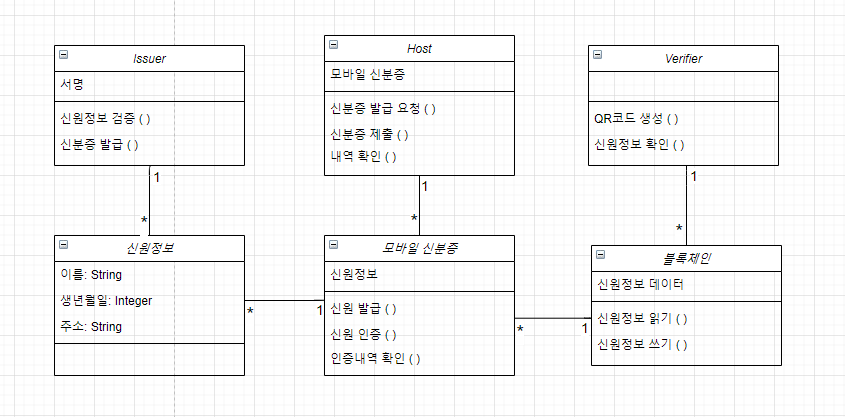 Issuer
서명
신원정보 검증 ( )
신분증 발급 ( )
Host
모바일 신분증
신분증 발급 요청 ( )
신분증 제출 ( )
내역 확인 ( )
Verifier
QR코드 생성 ( )
신원정보 확인 ( )
1
*
1
*
1
*
신원정보
이름: String
생년월일: Integer
주소: String
*
1
모바일 신분증
신원정보
신원 발급 ( )
신원 인증 ( )
인증내역 확인 ( )
*
1
블록체인
신원정보 데이터
신원정보 읽기 ( )
신원정보 쓰기 ( )